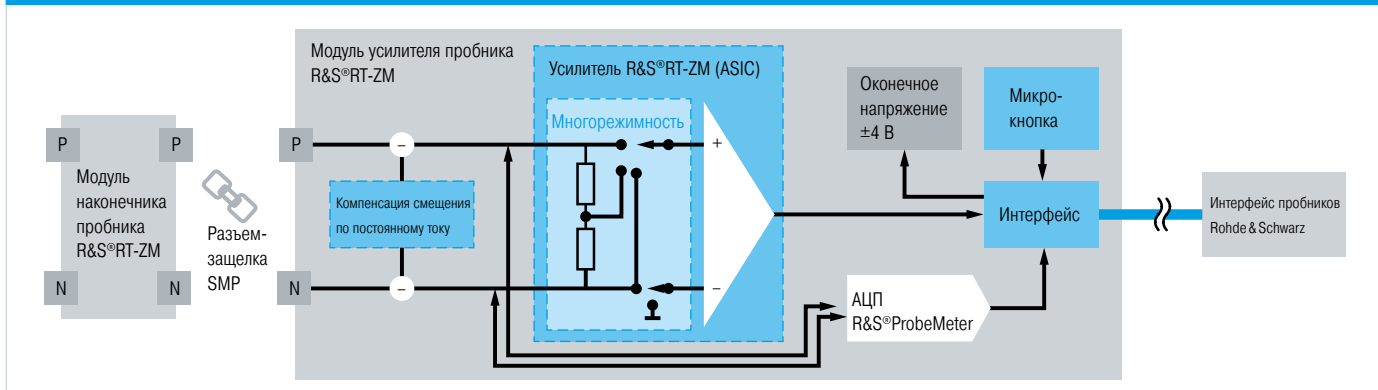 Модуль усилителя пробника
R&S®RT-ZM
Усилитель R&S®RT-ZM (ASIC)
Многорежимность
Оконечное
напряжение
±4 В
Микро-
кнопка
P
P
P
–
+
Модуль
наконечника
пробника
R&S®RT-ZM
Разъем-
защелка
SMP
Компенсация смещения
по постоянному току
Интерфейс
Интерфейс пробников
Rohde & Schwarz
N
N
N
–
–
АЦП
R&S®ProbeMeter